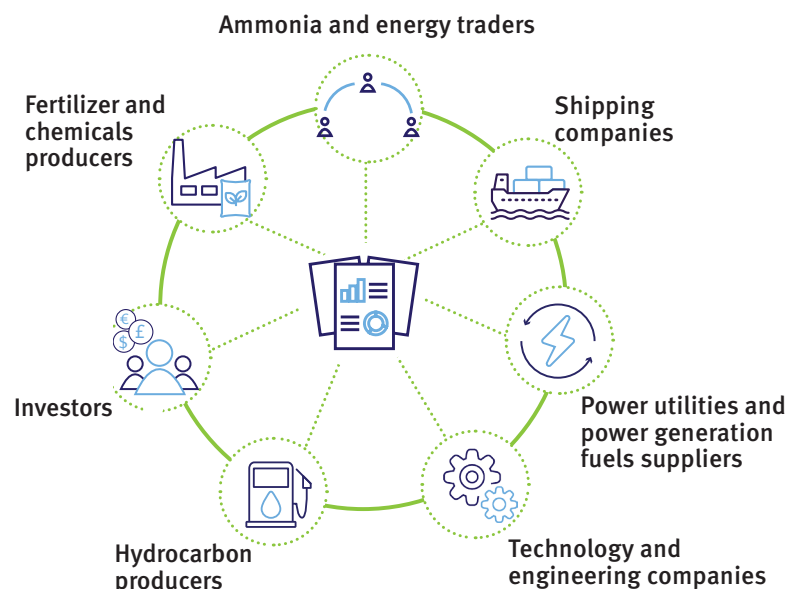 Ammonia and energy traders
Shipping
companies
Power utilities and
power generation
fuels suppliers
Technology and
engineering companies
Hydrocarbon
producers
Investors
€
£
$
Fertilizer and
chemicals
producers